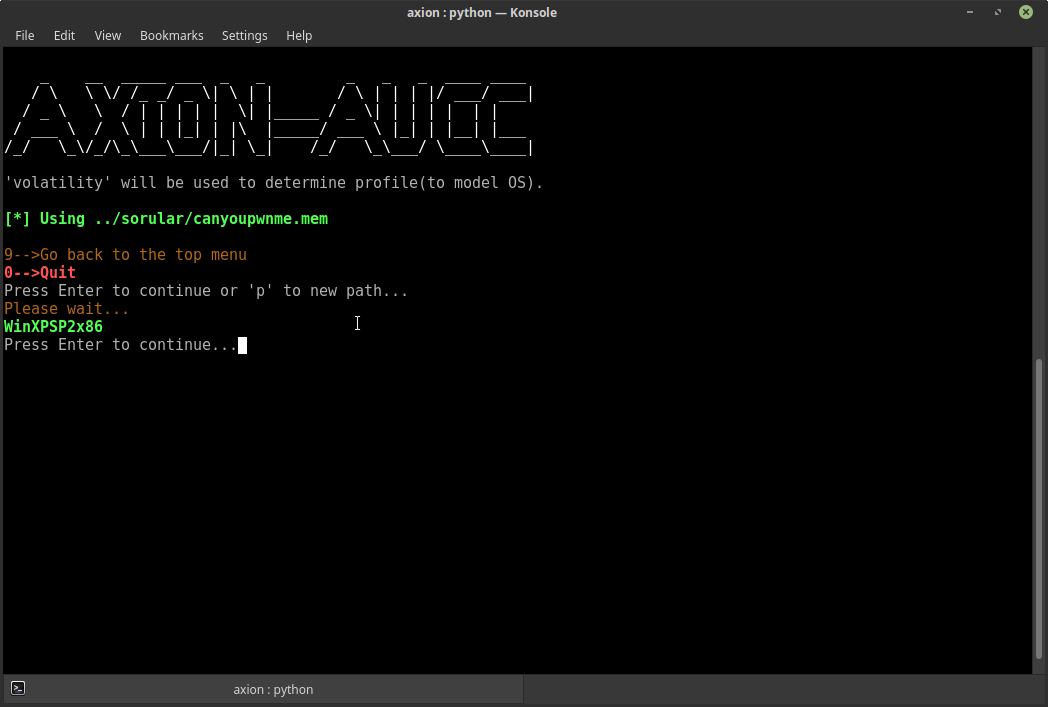 axion : python — Konsole
File Edit View Bookmarks Settings Help
AXION-AUCC
'volatility' will be used to determine profile(to model OS).
[*] Using ../sorular/canyoupwnme.mem
9-->Go back to the top menu
0-->Quit
Press Enter to continue or 'p' to new path...
Please wait...
WinXPSP2x86
Press Enter to continue...
axion : python